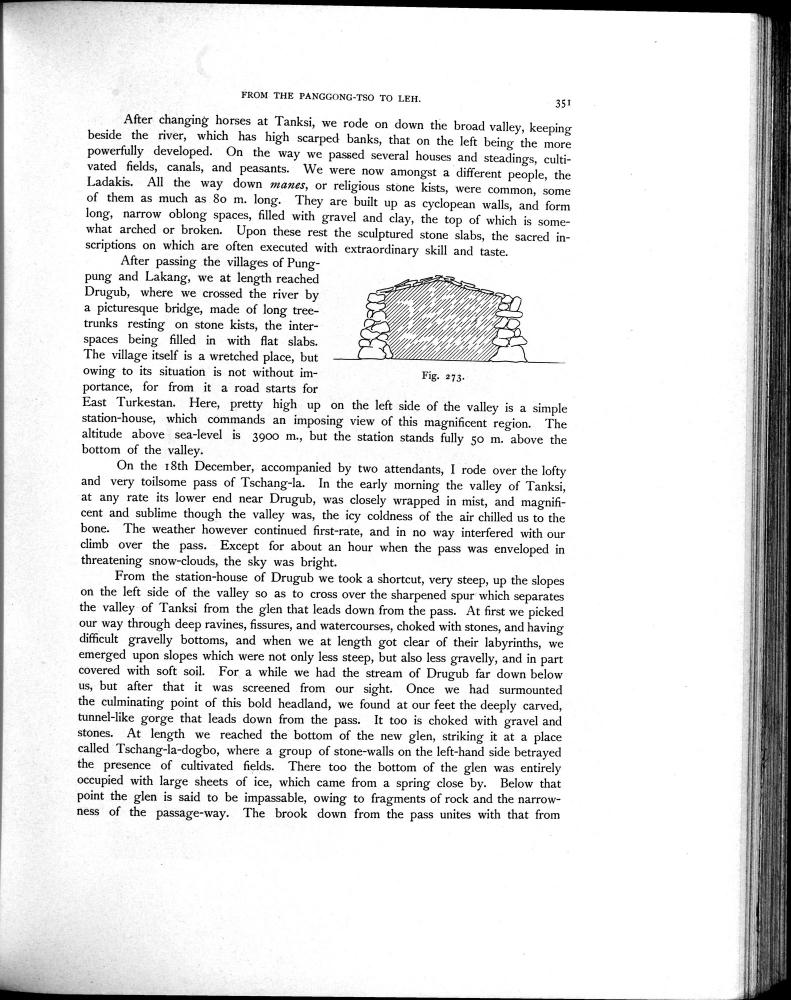 FROM THE PANGGONG-TSO TO LEH.
351
After changing horses at Tanksi, we rode on down the broad valley, keeping
beside the river, which has high scarped banks, that on the left being the more
powerfully developed. On the way we passed several houses and steadings, culti-
vated fields, canals, and peasants. We were now amongst a different people, the
Ladakis. All the way down manes, or religious stone kists, were common, some
of them as much as 80 m. long. They are built up as cyclopean walls, and form
long, narrow oblong spaces, filled with gravel and clay, the top of which is some-
what arched or broken. Upon these rest the sculptured stone slabs, the sacred in-
scriptions on which are often executed with extraordinary skill and taste.
After passing the villages of Pung-
pung and Lakang, we at length reached
Drugub, where we crossed the river by
a picturesque bridge, made of long tree-
trunks resting on stone kists, the inter-
spaces being filled in with flat slabs.
The village itself is a wretched place, but
owing to its situation is not without im-
portance, for from it a road starts for
Fig. 273.
East Turkestan. Here, pretty high up on the left side of the valley is a simple
station-house, which commands an imposing view of this magnificent region. The
altitude above sea-level is 3900 m., but the station stands fully 50 m. above the
bottom of the valley.
On the 18th December, accompanied by two attendants, I rode over the lofty
and very toilsome pass of Tschang-la. In the early morning the valley of Tanksi,
at any rate its lower end near Drugub, was closely wrapped in mist, and magnifi-
cent and sublime though the valley was, the icy coldness of the air chilled us to the
bone. The weather however continued first-rate, and in no way interfered with our
climb over the pass. Except for about an hour when the pass was enveloped in
threatening snow-clouds, the sky was bright.
From the station-house of Drugub we took a shortcut, very steep, up the slopes
on the left side of the valley so as to cross over the sharpened spur which separates
the valley of Tanksi from the glen that leads down from the pass. At first we picked
our way through deep ravines, fissures, and watercourses, choked with stones, and having
difficult gravelly bottoms, and when we at length got clear of their labyrinths, we
emerged upon slopes which were not only less steep, but also less gravelly, and in part
covered with soft soil. For a while we had the stream of Drugub far down below
us, but after that it was screened from our sight. Once we had surmounted
the culminating point of this bold headland, we found at our feet the deeply carved,
tunnel-like gorge that leads down from the pass. It too is choked with gravel and
stones. At length we reached the bottom of the new glen, striking it at a place
called Tschang-la-dogbo, where a group of stone-walls on the left-hand side betrayed
the presence of cultivated fields. There too the bottom of the glen was entirely
occupied with large sheets of ice, which came from a spring close by. Below that
point the glen is said to be impassable, owing to fragments of rock and the narrow-
ness of the passage-way. The brook down from the pass unites with that from